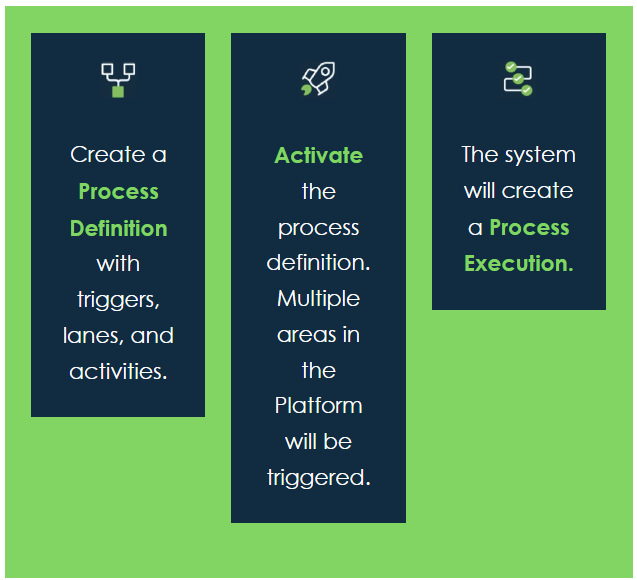 Create a
Process
Definition
with
triggers,
lanes, and
activities.
Activate
the
process
definition.
Multiple
areas in
the
Platform
will be
triggered.
The system
will create
a Process
Execution.